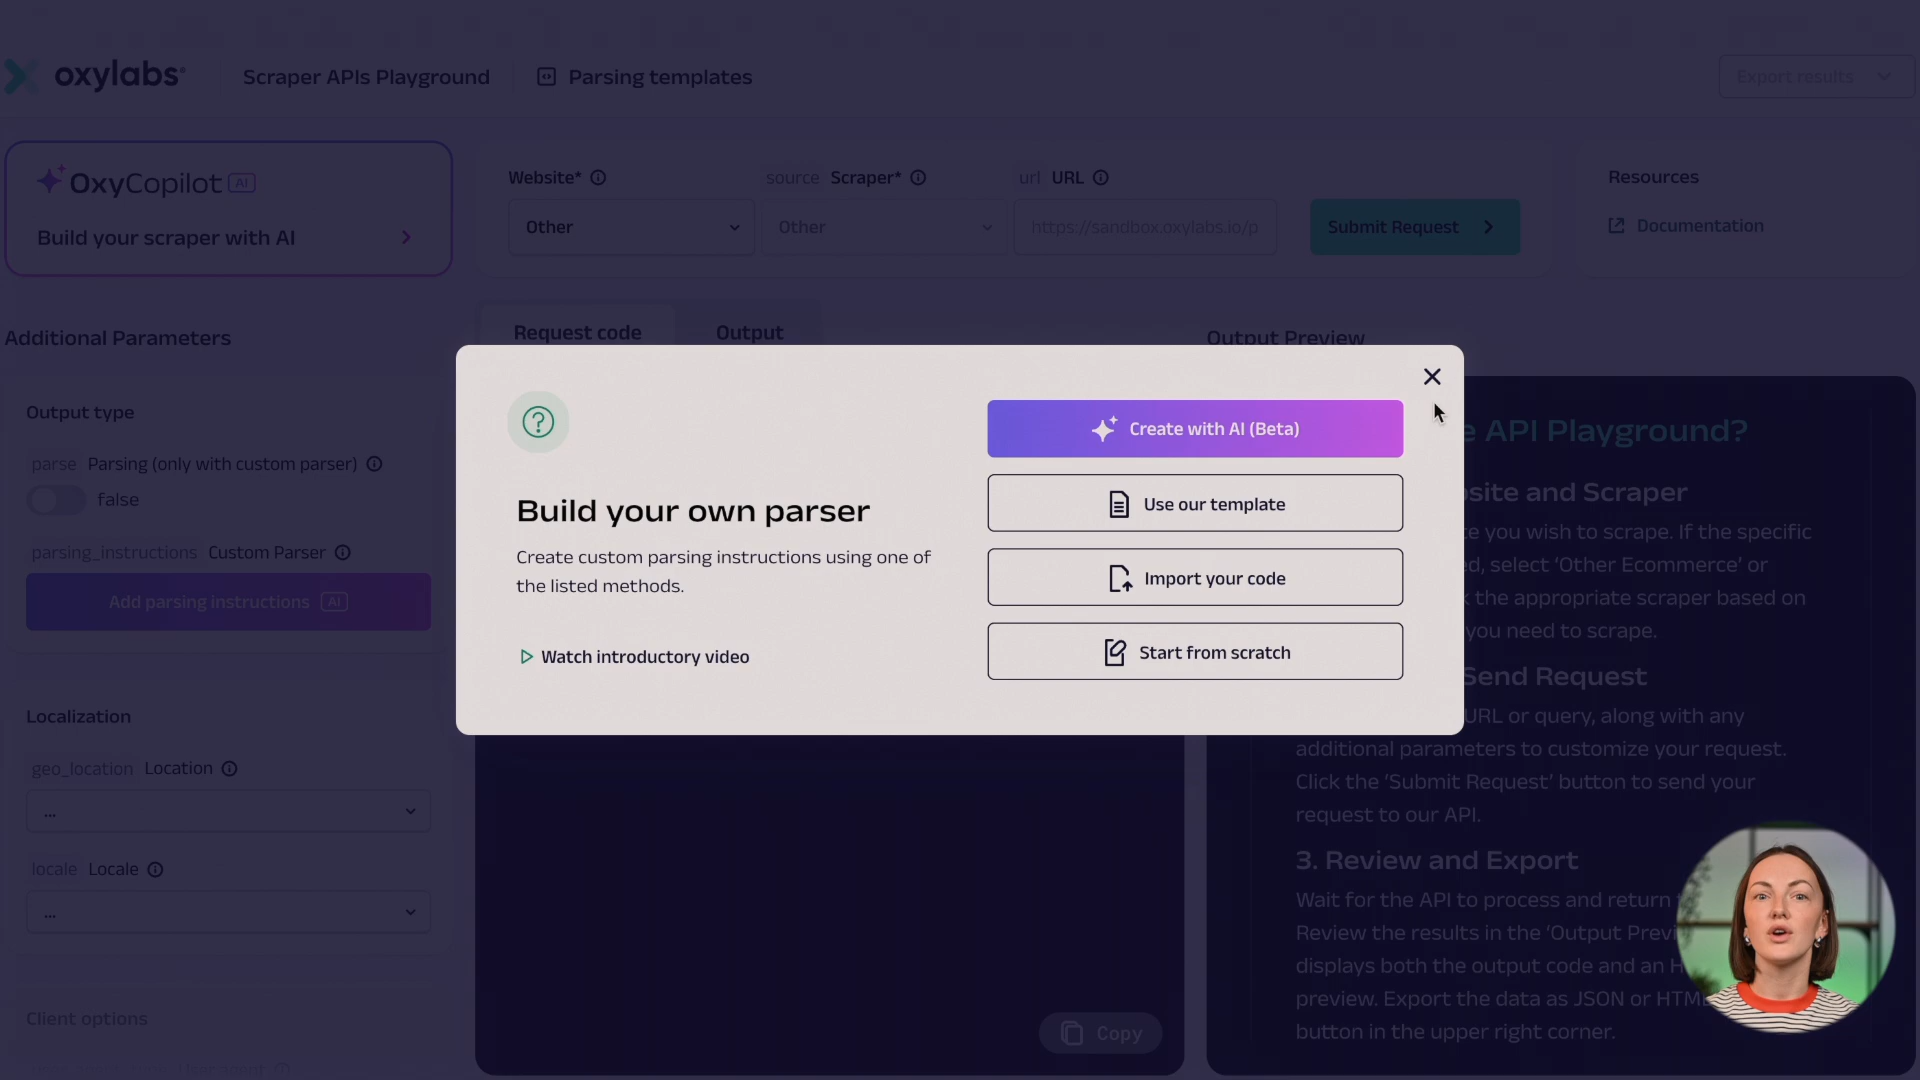 oxylabs®
Scraper APIs Playground
Parsing templates
Export results
OxyCopilot AI
Build your scraper with AI
Website*
source Scraper*
url URL
Other
Other
https://sandbox.oxylabs.io/p
Submit Request
Resources
Documentation
Additional Parameters
Output type
parse Parsing (only with custom parser)
false
parsing_instructions Custom Parser
Add parsing instructions AI
Localization
geo_location Location
...
locale Locale
...
Client options
Request code
Output
Output Preview
Build your own parser
Create custom parsing instructions using one of
the listed methods.
Watch introductory video
Create with AI (Beta)
Use our template
Import your code
Start from scratch
Copy
API Playground?
and Scraper
you wish to scrape. If the specific
select ‘Other Ecommerce’ or
the appropriate scraper based on
you need to scrape.
Send Request
URL or query, along with any
additional parameters to customize your request.
Click the ‘Submit Request’ button to send your
request to our API.
3. Review and Export
Wait for the API to process and return
Review the results in the ‘Output
displays both the output code and an
preview. Export the data as JSON or
button in the upper right corner.